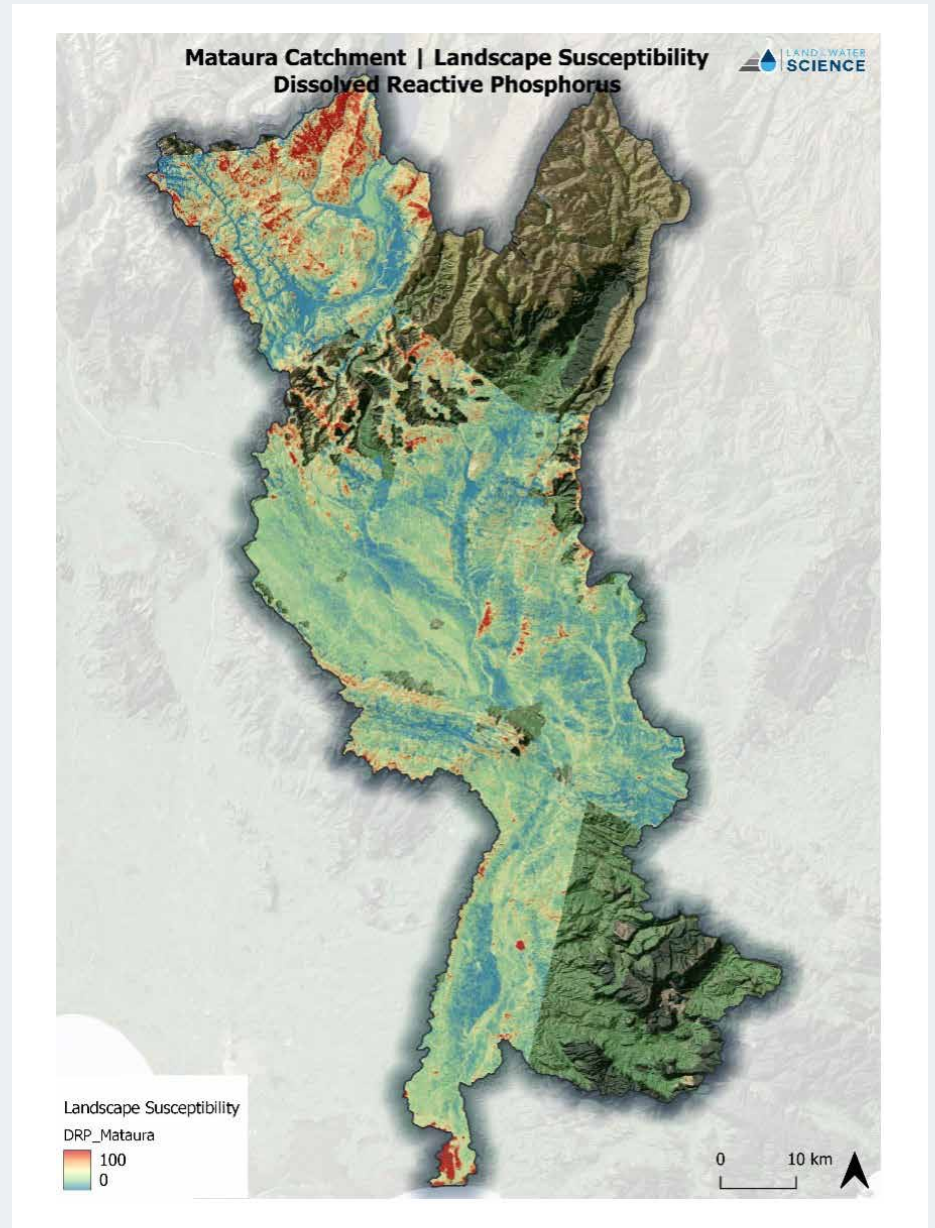 Mataura Catchment | Landscape Susceptibility
Dissolved Reactive Phosphorus
LAND & WATER
SCIENCE
Landscape Susceptibility
DRP_Mataura
100
0
0 10 km